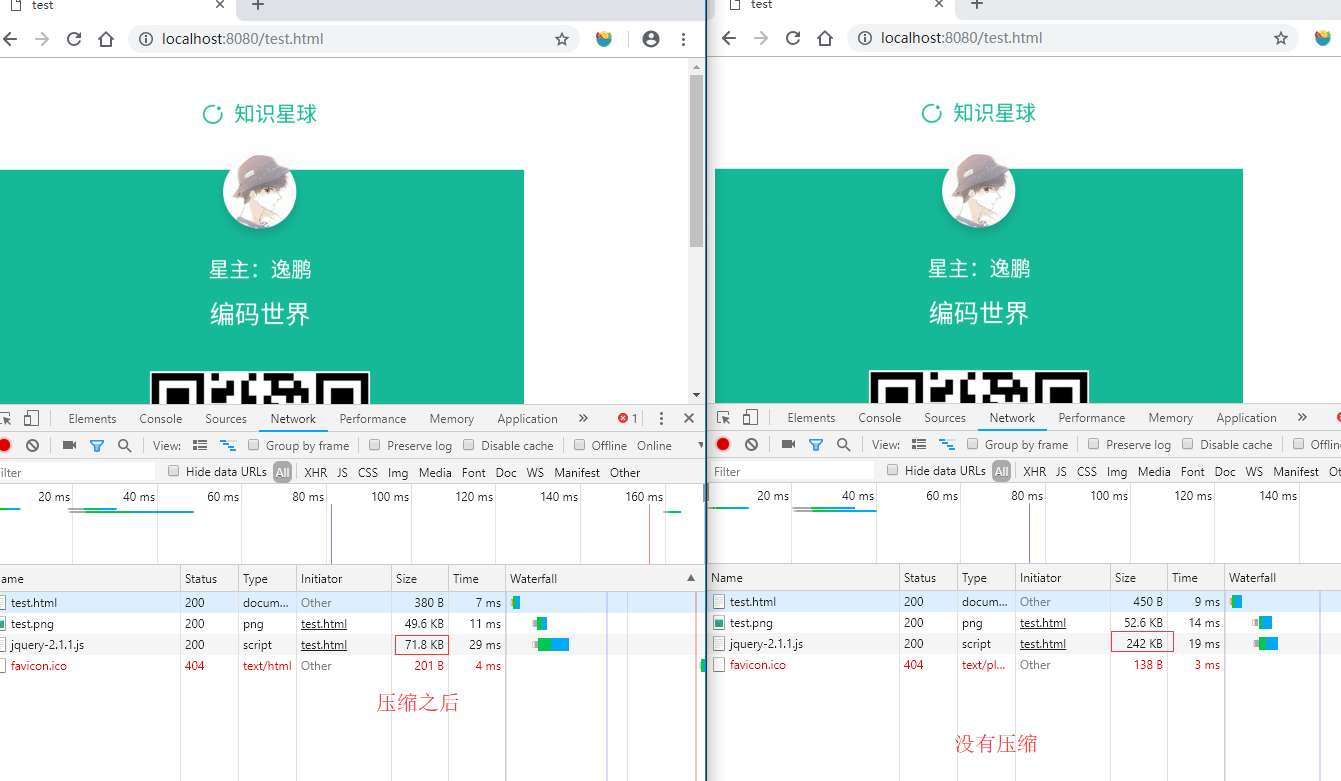 test
test
localhost:8080/test.html
localhost:8080/test.html
知识星球
知识星球
星主：逸鹏
编码世界
星主：逸鹏
编码世界
Elements Console Sources Network Performance Memory Application » 1
View: Group by frame Preserve log Disable cache Offline Online
Hide data URLs All XHR JS CSS Img Media Font Doc WS Manifest Other
20 ms 40 ms 60 ms 80 ms 100 ms 120 ms 140 ms 160 ms
ame Status Type Initiator Size Time Waterfall
test.html 200 docum... Other 380 B 7 ms
test.png 200 png test.html 49.6 KB 11 ms
jquery-2.1.1.js 200 script test.html 71.8 KB 29 ms
favicon.ico 404 text/html Other 201 B 4 ms
压缩之后
Elements Console Sources Network Performance Memory Application »
View: Group by frame Preserve log Disable cache Offlin
Filter Hide data URLs All XHR JS CSS Img Media Font Doc WS Manifest Ot
20 ms 40 ms 60 ms 80 ms 100 ms 120 ms 140 ms
Name Status Type Initiator Size Time Waterfall
test.html 200 docum... Other 450 B 9 ms
test.png 200 png test.html 52.6 KB 14 ms
jquery-2.1.1.js 200 script test.html 242 KB 19 ms
favicon.ico 404 text/pl... Other 138 B 3 ms
没有压缩